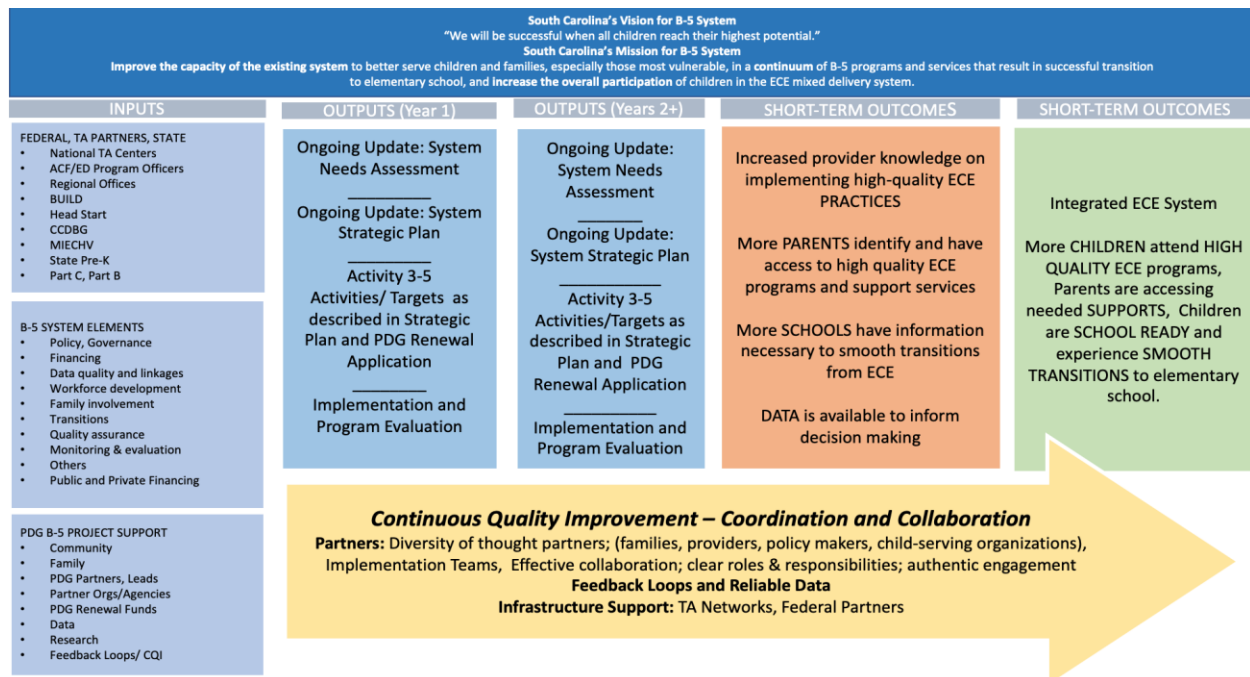 South Carolina's Vision for B-5 System
“We will be successful when all children reach their highest potential.”
South Carolina's Mission for B-5 System
Improve the capacity of the existing system to better serve children and families, especially those most vulnerable, in a continuum of B-5 programs and services that result in successful transition
to elementary school, and increase the overall participation of children in the ECE mixed delivery system.
INPUTS
FEDERAL, TA PARTNERS, STATE
• National TA Centers
• ACF/ED Program Officers
• Regional Offices
• BUILD
• Head Start
• CCDBG
• MIECHV
• State Pre-K
• Part C, Part B
B-5 SYSTEM ELEMENTS
• Policy, Governance
• Financing
• Data quality and linkages
• Workforce development
• Family involvement
• Transitions
• Quality assurance
• Monitoring & evaluation
• Others
• Public and Private Financing
PDG B-5 PROJECT SUPPORT
• Community
• Family
• PDG Partners, Leads
• Partner Orgs/Agencies
• PDG Renewal Funds
• Data
• Research
• Feedback Loops/ CQI
OUTPUTS (Year 1)
Ongoing Update: System
Needs Assessment
Ongoing Update: System
Strategic Plan
Activity 3-5
Activities/ Targets as
described in Strategic
Plan and PDG Renewal
Application
Implementation and
Program Evaluation
OUTPUTS (Years 2+)
Ongoing Update:
System Needs
Assessment
Ongoing Update:
System Strategic Plan
Activity 3-5
Activities/Targets as
described in Strategic
Plan and PDG
Renewal Application
Implementation and
Program Evaluation
SHORT-TERM OUTCOMES
Increased provider knowledge on
implementing high-quality ECE
PRACTICES
More PARENTS identify and have
access to high quality ECE
programs and support services
More SCHOOLS have information
necessary to smooth transitions
from ECE
DATA is available to inform
decision making
SHORT-TERM OUTCOMES
Integrated ECE System
More CHILDREN attend HIGH
QUALITY ECE programs,
Parents are accessing
needed SUPPORTS, Children
are SCHOOL READY and
experience SMOOTH
TRANSITIONS to elementary
school.
Continuous Quality Improvement – Coordination and Collaboration
Partners: Diversity of thought partners; (families, providers, policy makers, child-serving organizations),
Implementation Teams, Effective collaboration; clear roles & responsibilities; authentic engagement
Feedback Loops and Reliable Data
Infrastructure Support: TA Networks, Federal Partners